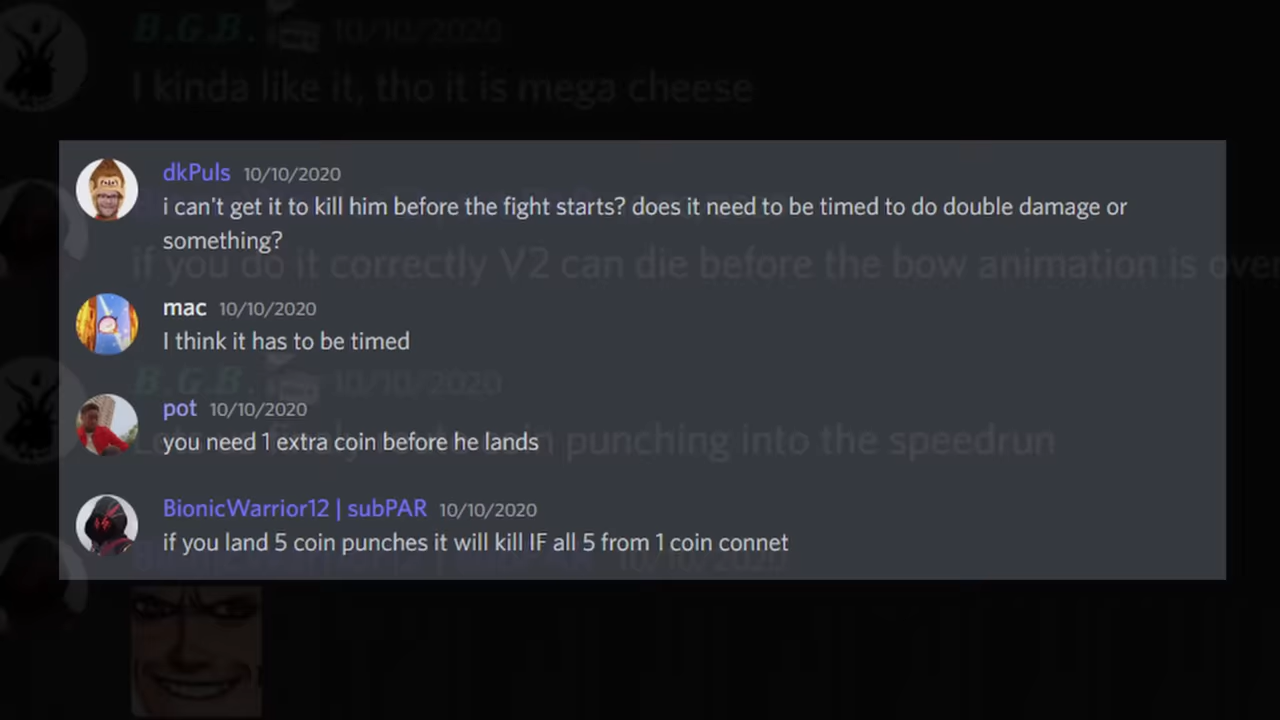 B.G.B. 10/10/2020
I kinda like it, tho it is mega cheese
dkPuls 10/10/2020
i can't get it to kill him before the fight starts? does it need to be timed to do double damage or
something?
if you do it correctly V2 can die before the bow animation is over
mac 10/10/2020
I think it has to be timed
B.G.B. 10/10/2020
pot 10/10/2020
you need 1 extra coin before he lands
coin punching into the speedrun
BionicWarrior12 | subPAR 10/10/2020
if you land 5 coin punches it will kill IF all 5 from 1 coin connet
10/10/2020